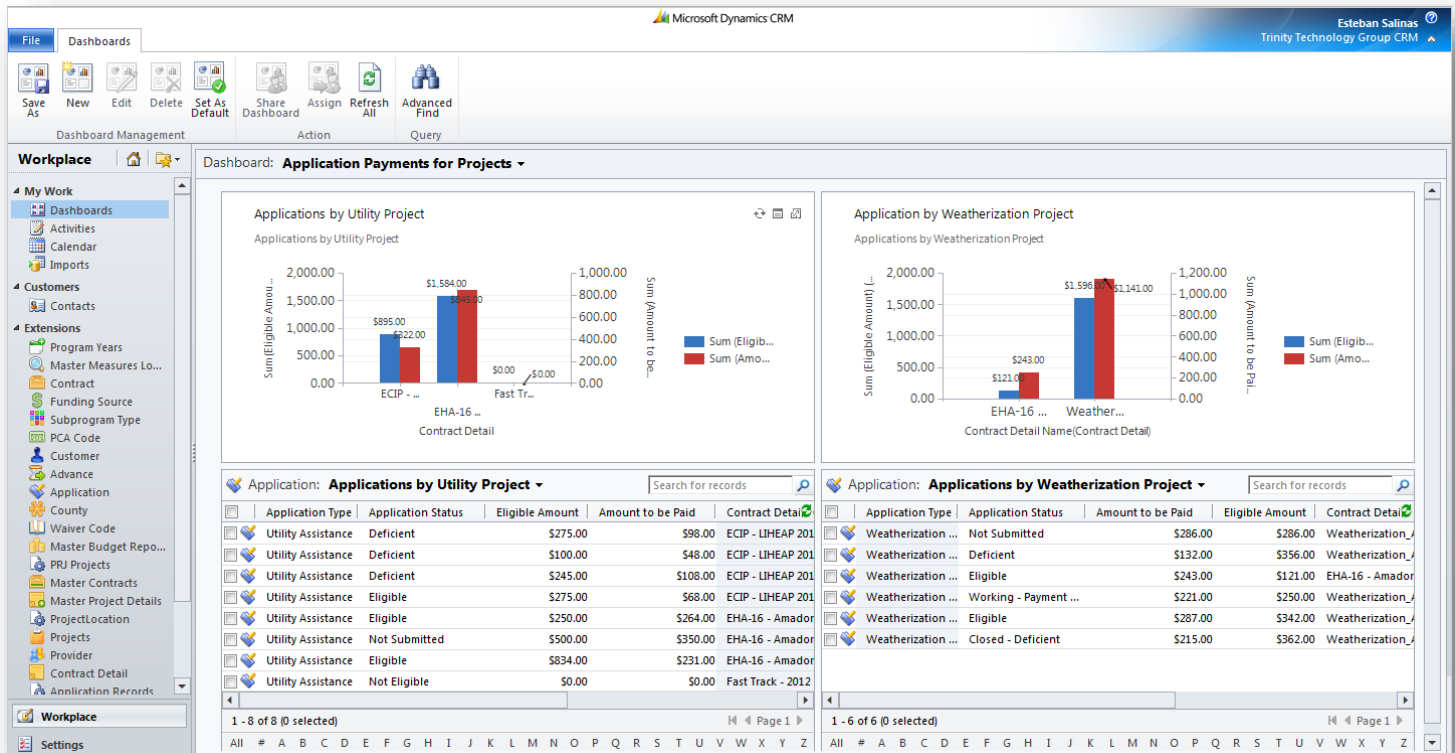 Microsoft Dynamics CRM
Esteban Salinas
Trinity Technology Group CRM
File
Dashboards
Save As
New
Edit
Delete
Set As Default
Share Dashboard
Assign
Refresh All
Advanced Find
Dashboard Management
Action
Query
Workplace
My Work
Dashboards
Activities
Calendar
Imports
Customers
Contacts
Extensions
Program Years
Master Measures Lo...
Contract
Funding Source
Subprogram Type
PCA Code
Customer
Advance
Application
County
Waiver Code
Master Budget Repo...
PRJ Projects
Master Contracts
Master Project Details
ProjectLocation
Projects
Provider
Contract Detail
Application Records
Workplace
Settings
Dashboard: Application Payments for Projects
Applications by Utility Project
Applications by Utility Project
2,000.00
1,500.00
1,000.00
500.00
0.00
Sum (Eligible Amou...
$895.00
$322.00
$1,584.00
$845.00
$0.00
$0.00
1,000.00
800.00
600.00
400.00
200.00
0.00
Sum (Amount to be...
ECIP - ...
EHA-16 ...
Fast Tr...
Contract Detail
Sum (Eligib...
Sum (Amo...
Application by Weatherization Project
Applications by Weatherization Project
2,000.00
1,500.00
1,000.00
500.00
0.00
Sum (Eligible Amount) (...
$121.00
$243.00
$1,596.00
$1,141.00
1,200.00
1,000.00
800.00
600.00
400.00
200.00
0.00
Sum (Amount to be Pai...
EHA-16 ...
Weather...
Contract Detail Name(Contract Detail)
Sum (Eligib...
Sum (Amo...
Application: Applications by Utility Project
Search for records
Application Type Application Status Eligible Amount Amount to be Paid Contract Detai
Utility Assistance Deficient $275.00 $98.00 ECIP - LIHEAP 201
Utility Assistance Deficient $100.00 $48.00 ECIP - LIHEAP 201
Utility Assistance Deficient $245.00 $108.00 ECIP - LIHEAP 201
Utility Assistance Eligible $275.00 $68.00 ECIP - LIHEAP 201
Utility Assistance Eligible $250.00 $264.00 EHA-16 - Amador
Utility Assistance Not Submitted $500.00 $350.00 EHA-16 - Amador
Utility Assistance Eligible $834.00 $231.00 EHA-16 - Amador
Utility Assistance Not Eligible $0.00 $0.00 Fast Track - 2012
1 - 8 of 8 (0 selected)
Page 1
All # A B C D E F G H I J K L M N O P Q R S T U V W X Y Z
Application: Applications by Weatherization Project
Search for records
Application Type Application Status Amount to be Paid Eligible Amount Contract Detai
Weatherization ... Not Submitted $286.00 $286.00 Weatherization_A
Weatherization ... Deficient $132.00 $356.00 Weatherization_A
Weatherization ... Eligible $243.00 $121.00 EHA-16 - Amador
Weatherization ... Working - Payment ... $221.00 $250.00 Weatherization_A
Weatherization ... Eligible $287.00 $342.00 Weatherization_A
Weatherization ... Closed - Deficient $215.00 $362.00 Weatherization_A
1 - 6 of 6 (0 selected)
Page 1
All # A B C D E F G H I J K L M N O P Q R S T U V W X Y Z